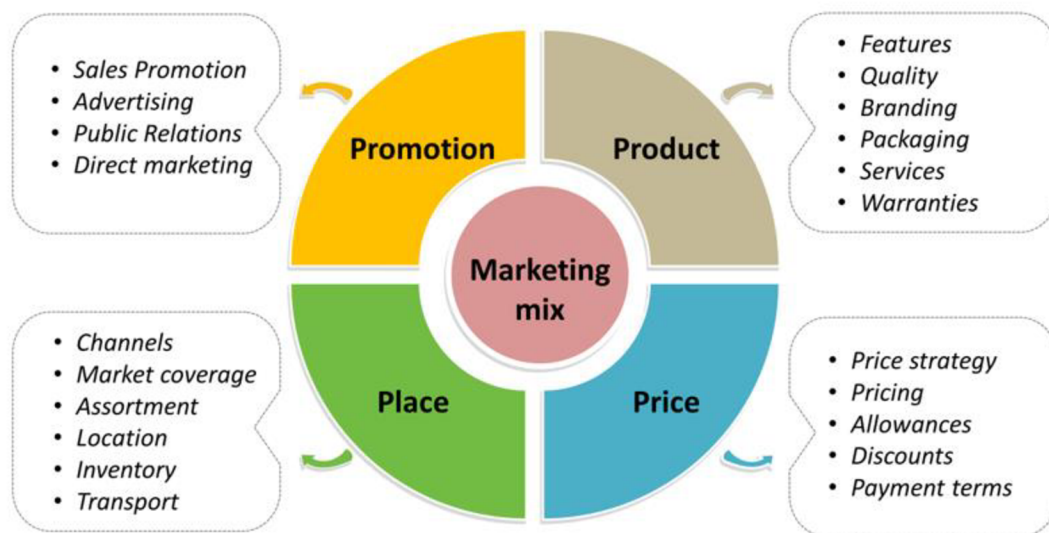 • Sales Promotion
• Advertising
• Public Relations
• Direct marketing
Promotion
Product
• Features
• Quality
• Branding
• Packaging
• Services
• Warranties
Marketing
mix
• Channels
• Market coverage
• Assortment
• Location
• Inventory
• Transport
Place
Price
• Price strategy
• Pricing
• Allowances
• Discounts
• Payment terms